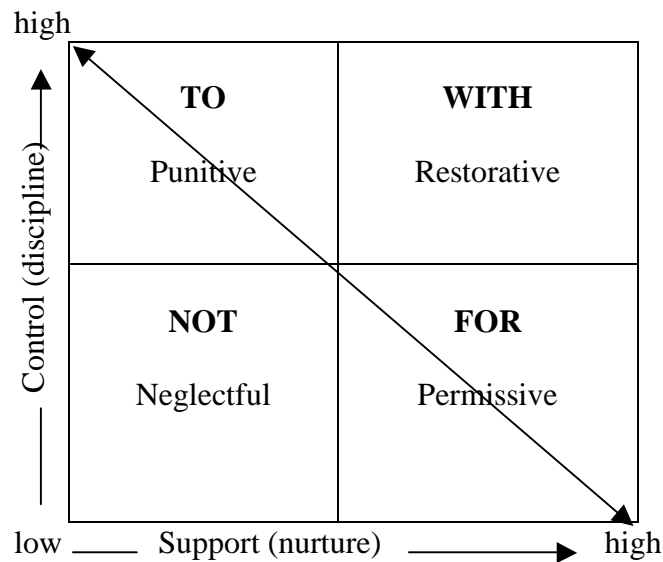 high
TO WITH
Punitive Restorative
Control (discipline)
NOT FOR
Neglectful Permissive
low Support (nurture) high